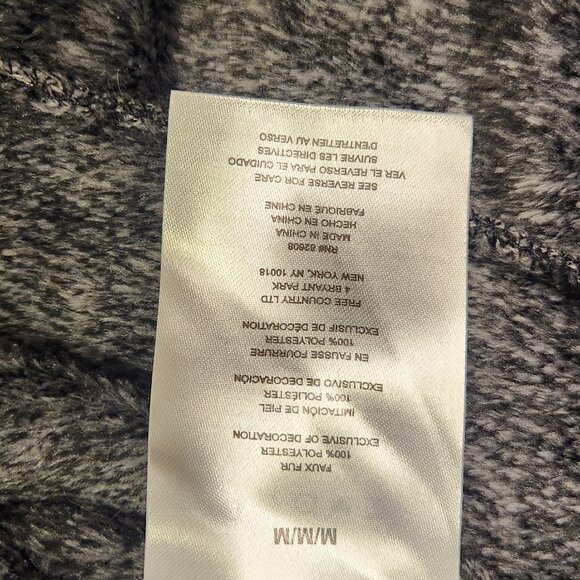 M/M/M
FAUX FUR
100% POLYESTER
EXCLUSIVE OF DECORATION
IMITACIÓN DE PIEL
100% POLIÉSTER
EXCLUSIVO DE DECORACIÓN
EN FAUSSE FOURRURE
100% POLYESTER
EXCLUSIF DE DÉCORATION
FREE COUNTRY LTD
4 BRYANT PARK
NEW YORK, NY 10018
RN# 82608
MADE IN CHINA
HECHO EN CHINA
FABRIQUÉ EN CHINE
SEE REVERSE FOR CARE
VER EL REVERSO PARA EL CUIDADO
SUIVRE LES DIRECTIVES
D'ENTRETIEN AU VERSO